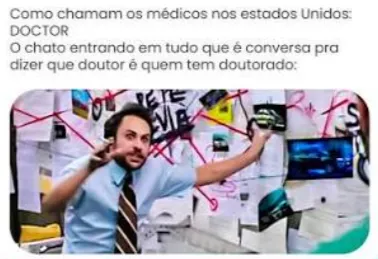 Como chamam os médicos nos estados Unidos:
DOCTOR
O chato entrando em tudo que é conversa pra
dizer que doutor é quem tem doutorado: